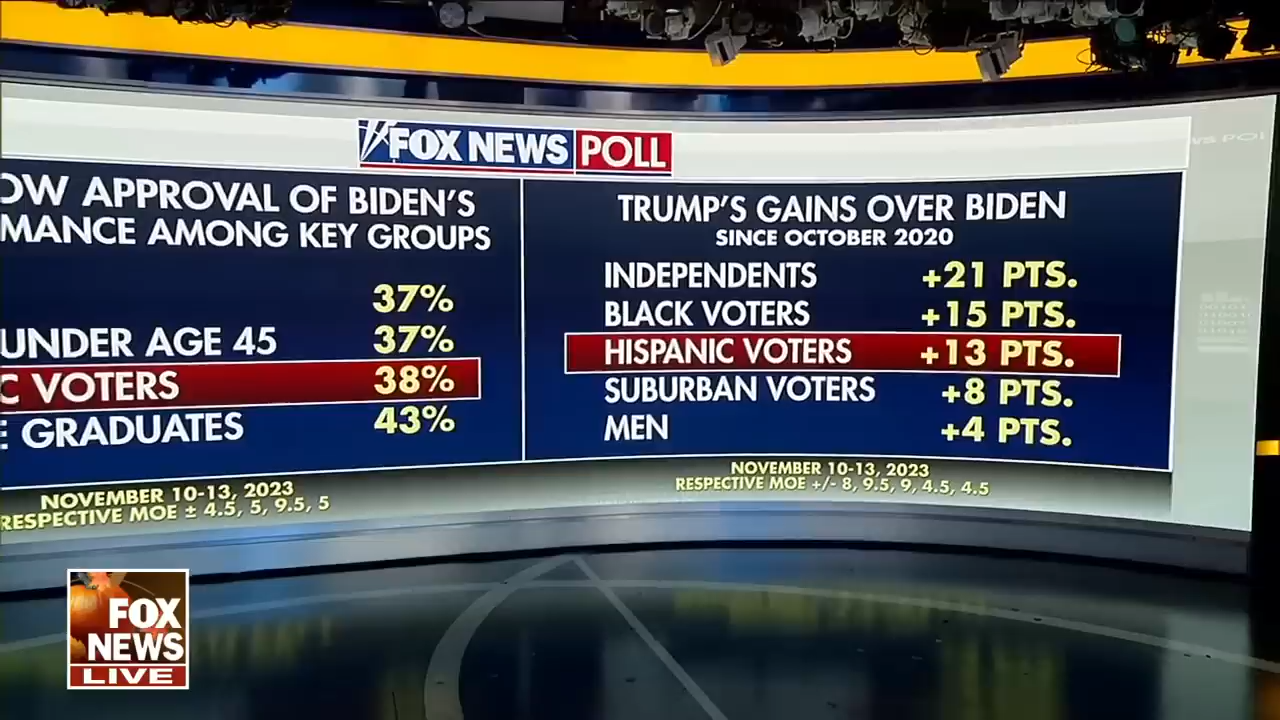 FOX NEWS POLL
OW APPROVAL OF BIDEN'S
MANCE AMONG KEY GROUPS
37%
UNDER AGE 45 37%
C VOTERS 38%
GRADUATES 43%
NOVEMBER 10-13, 2023
RESPECTIVE MOE ± 4.5, 5, 9.5, 5
TRUMP'S GAINS OVER BIDEN
SINCE OCTOBER 2020
INDEPENDENTS +21 PTS.
BLACK VOTERS +15 PTS.
HISPANIC VOTERS +13 PTS.
SUBURBAN VOTERS +8 PTS.
MEN +4 PTS.
NOVEMBER 10-13, 2023
RESPECTIVE MOE +/- 8, 9.5, 9, 4.5, 4.5
WS POL
FOX
NEWS
LIVE